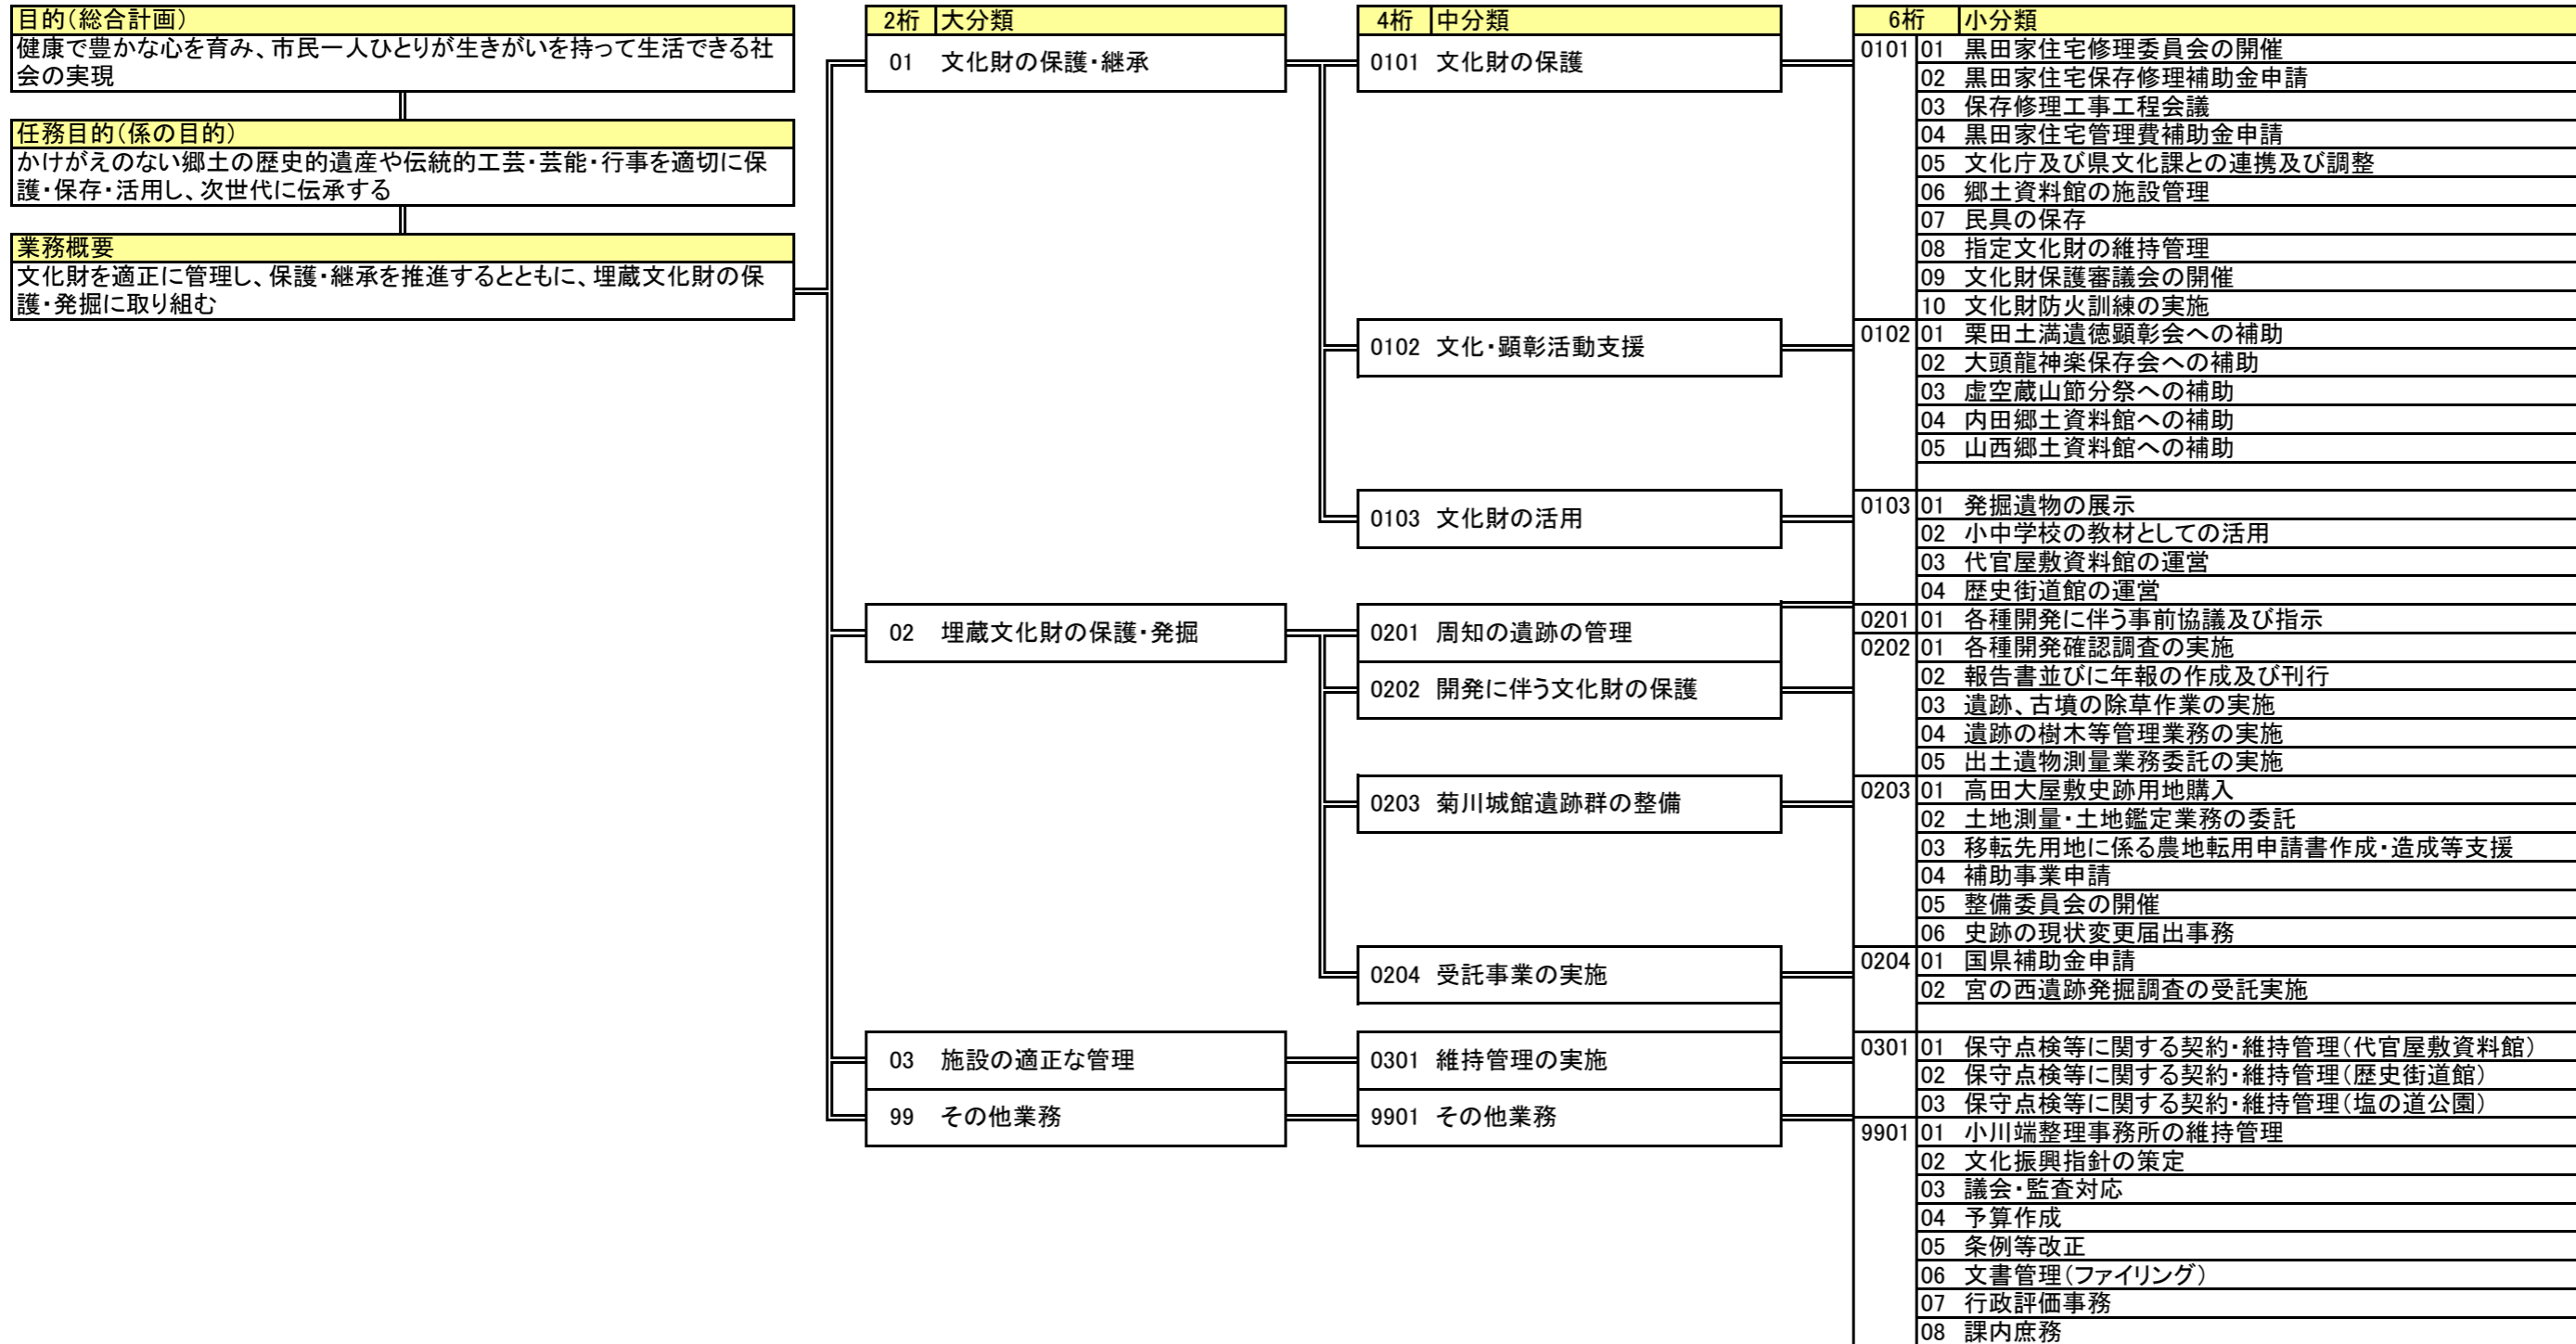 目的(総合計画)
健康で豊かな心を育み、市民一人ひとりが生きがいを持って生活できる社
会の実現
任務目的(係の目的)
かけがえのない郷土の歴史的遺産や伝統的工芸・芸能・行事を適切に保
護・保存・活用し、次世代に伝承する
業務概要
文化財を適正に管理し、保護・継承を推進するとともに、埋蔵文化財の保
護・発掘に取り組む
2桁 大分類
01 文化財の保護・継承
02 埋蔵文化財の保護・発掘
03 施設の適正な管理
99 その他業務
4桁 中分類
0101 文化財の保護
0102 文化・顕彰活動支援
0103 文化財の活用
0201 周知の遺跡の管理
0202 開発に伴う文化財の保護
0203 菊川城館遺跡群の整備
0204 受託事業の実施
0301 維持管理の実施
9901 その他業務
6桁 小分類
0101 01 黒田家住宅修理委員会の開催
02 黒田家住宅保存修理補助金申請
03 保存修理工事工程会議
04 黒田家住宅管理費補助金申請
05 文化庁及び県文化課との連携及び調整
06 郷土資料館の施設管理
07 民具の保存
08 指定文化財の維持管理
09 文化財保護審議会の開催
10 文化財防火訓練の実施
0102 01 栗田土満遺徳顕彰会への補助
02 大頭龍神楽保存会への補助
03 虚空蔵山節分祭への補助
04 内田郷土資料館への補助
05 山西郷土資料館への補助
0103 01 発掘遺物の展示
02 小中学校の教材としての活用
03 代官屋敷資料館の運営
04 歴史街道館の運営
0201 01 各種開発に伴う事前協議及び指示
0202 01 各種開発確認調査の実施
02 報告書並びに年報の作成及び刊行
03 遺跡、古墳の除草作業の実施
04 遺跡の樹木等管理業務の実施
05 出土遺物測量業務委託の実施
0203 01 高田大屋敷史跡用地購入
02 土地測量・土地鑑定業務の委託
03 移転先用地に係る農地転用申請書作成・造成等支援
04 補助事業申請
05 整備委員会の開催
06 史跡の現状変更届出事務
0204 01 国県補助金申請
02 宮の西遺跡発掘調査の受託実施
0301 01 保守点検等に関する契約・維持管理(代官屋敷資料館)
02 保守点検等に関する契約・維持管理(歴史街道館)
03 保守点検等に関する契約・維持管理(塩の道公園)
9901 01 小川端整理事務所の維持管理
02 文化振興指針の策定
03 議会・監査対応
04 予算作成
05 条例等改正
06 文書管理(ファイリング)
07 行政評価事務
08 課内庶務